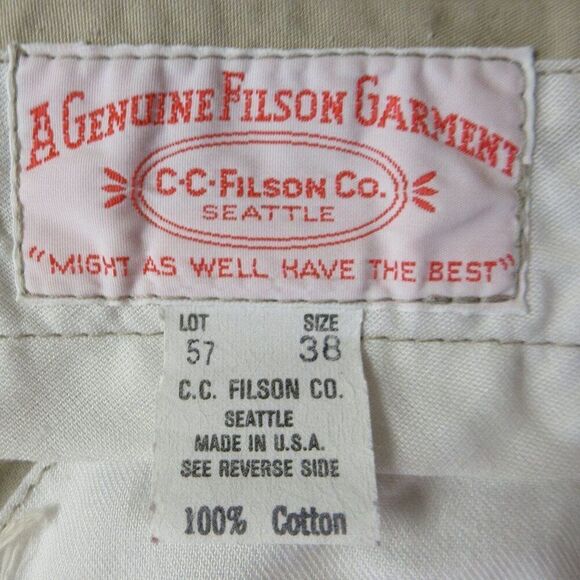 A GENUINE FILSON GARMENT
C·C·FILSON CO.
SEATTLE
"MIGHT AS WELL HAVE THE BEST"
LOT SIZE
57 38
C.C. FILSON CO.
SEATTLE
MADE IN U.S.A.
SEE REVERSE SIDE
100% Cotton